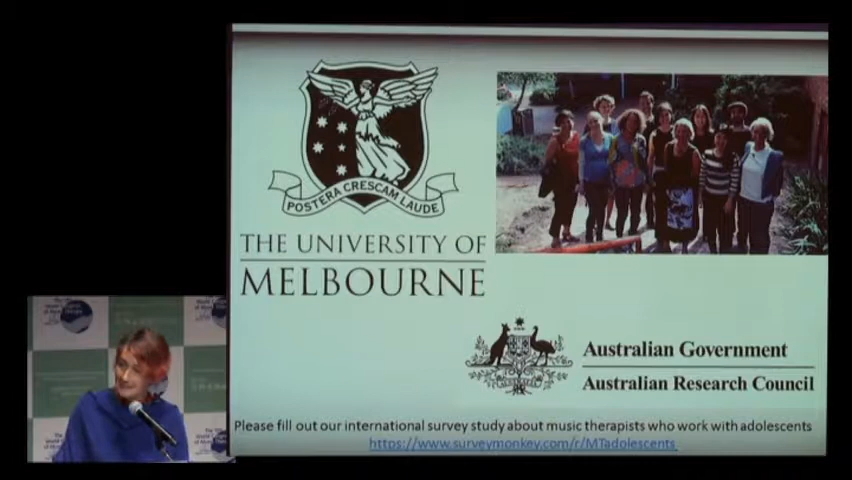 POSTERA CRESCAM LAUDE
THE UNIVERSITY OF
MELBOURNE
Australian Government
Australian Research Council
Please fill out our international survey study about music therapists who work with adolescents
https://www.surveymonkey.com/r/MTadolescents